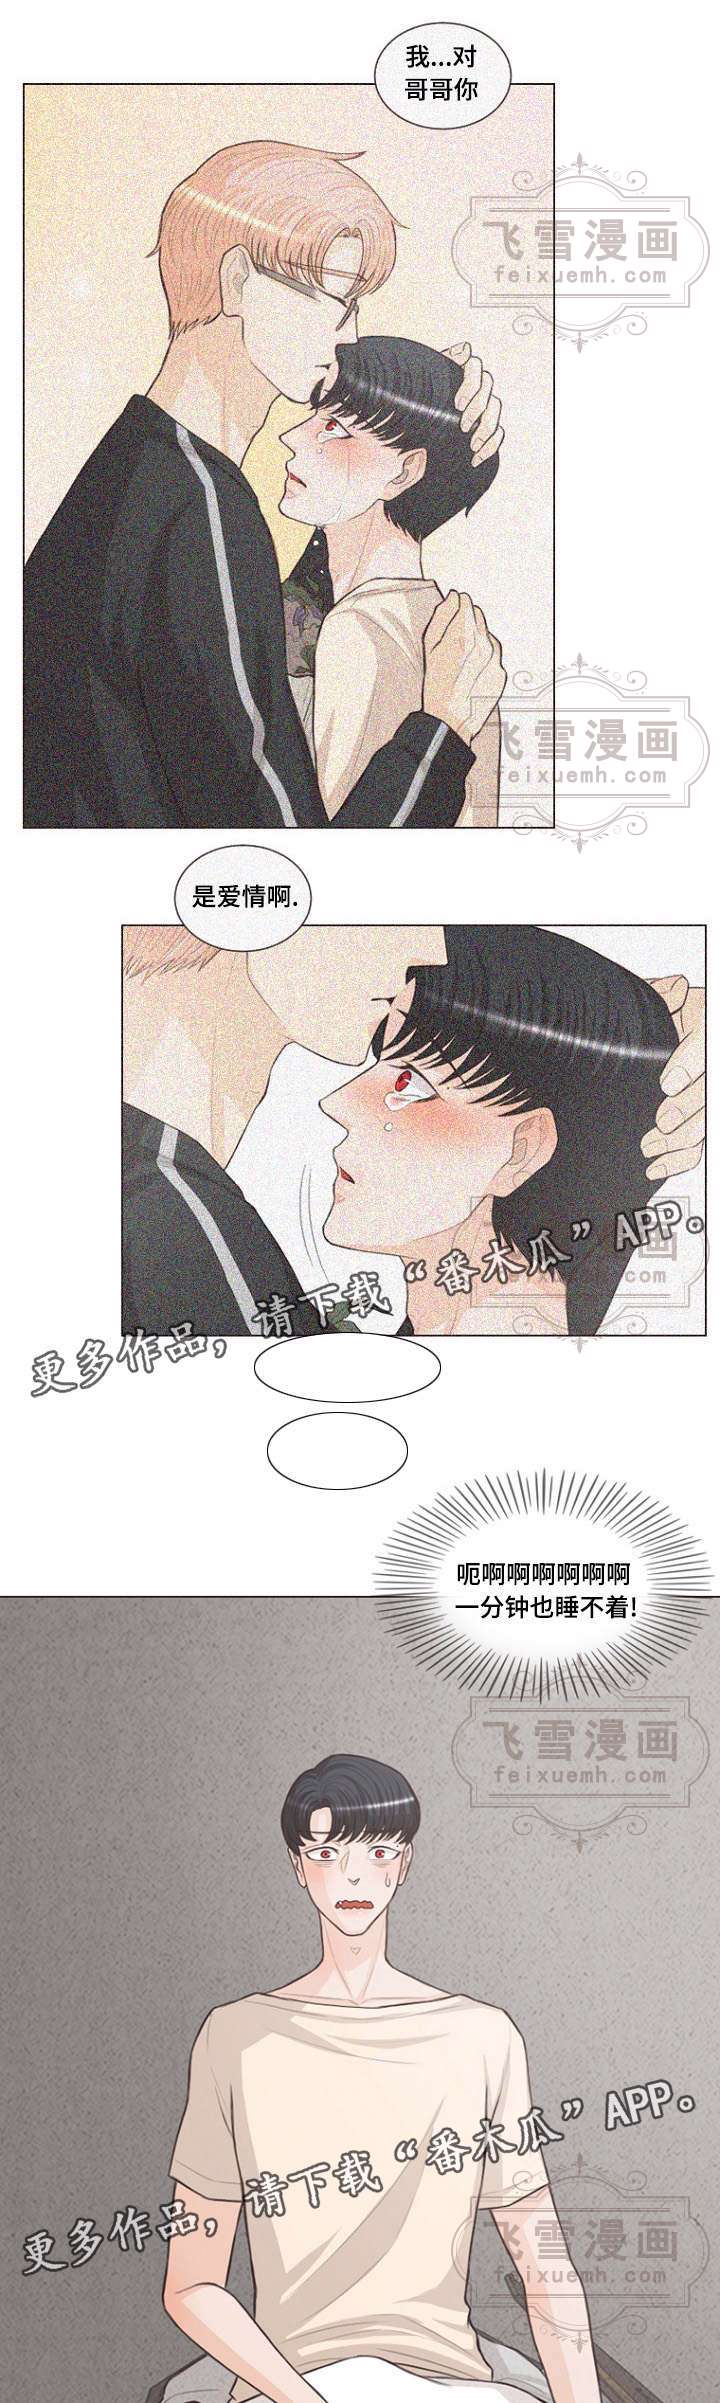 我...对
哥哥你
飞雪漫画
feixuemh.com
飞雪漫画
feixuemh.com
是爱情啊.
更多作品，请下载“番木瓜”APP。
feixuemh.com
呃啊啊啊啊啊啊
一分钟也睡不着!
飞雪漫画
feixuemh.com
更多作品，请下载“番木瓜”APP。
飞雪漫画
feixuemh.com